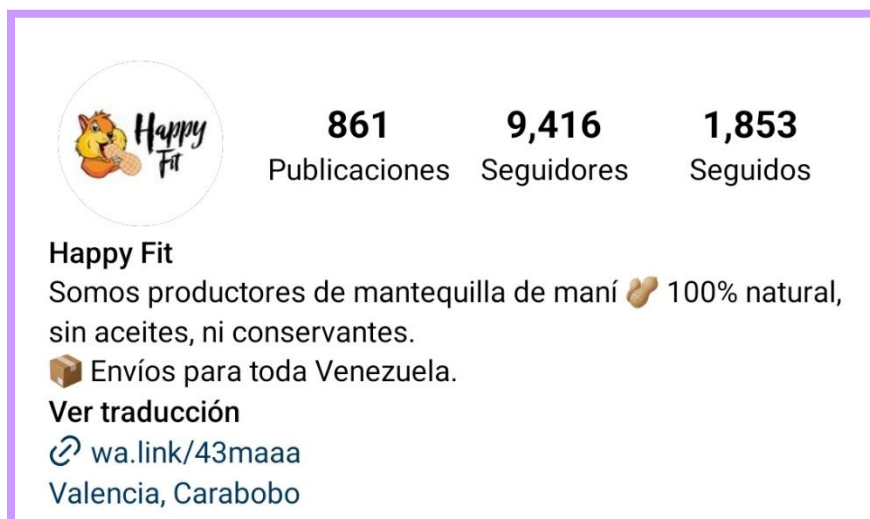 Happy
Fit
861 9,416 1,853
Publicaciones Seguidores Seguidos
Happy Fit
Somos productores de mantequilla de maní 🥜 100% natural,
sin aceites, ni conservantes.
📦 Envíos para toda Venezuela.
Ver traducción
wa.link/43maaa
Valencia, Carabobo